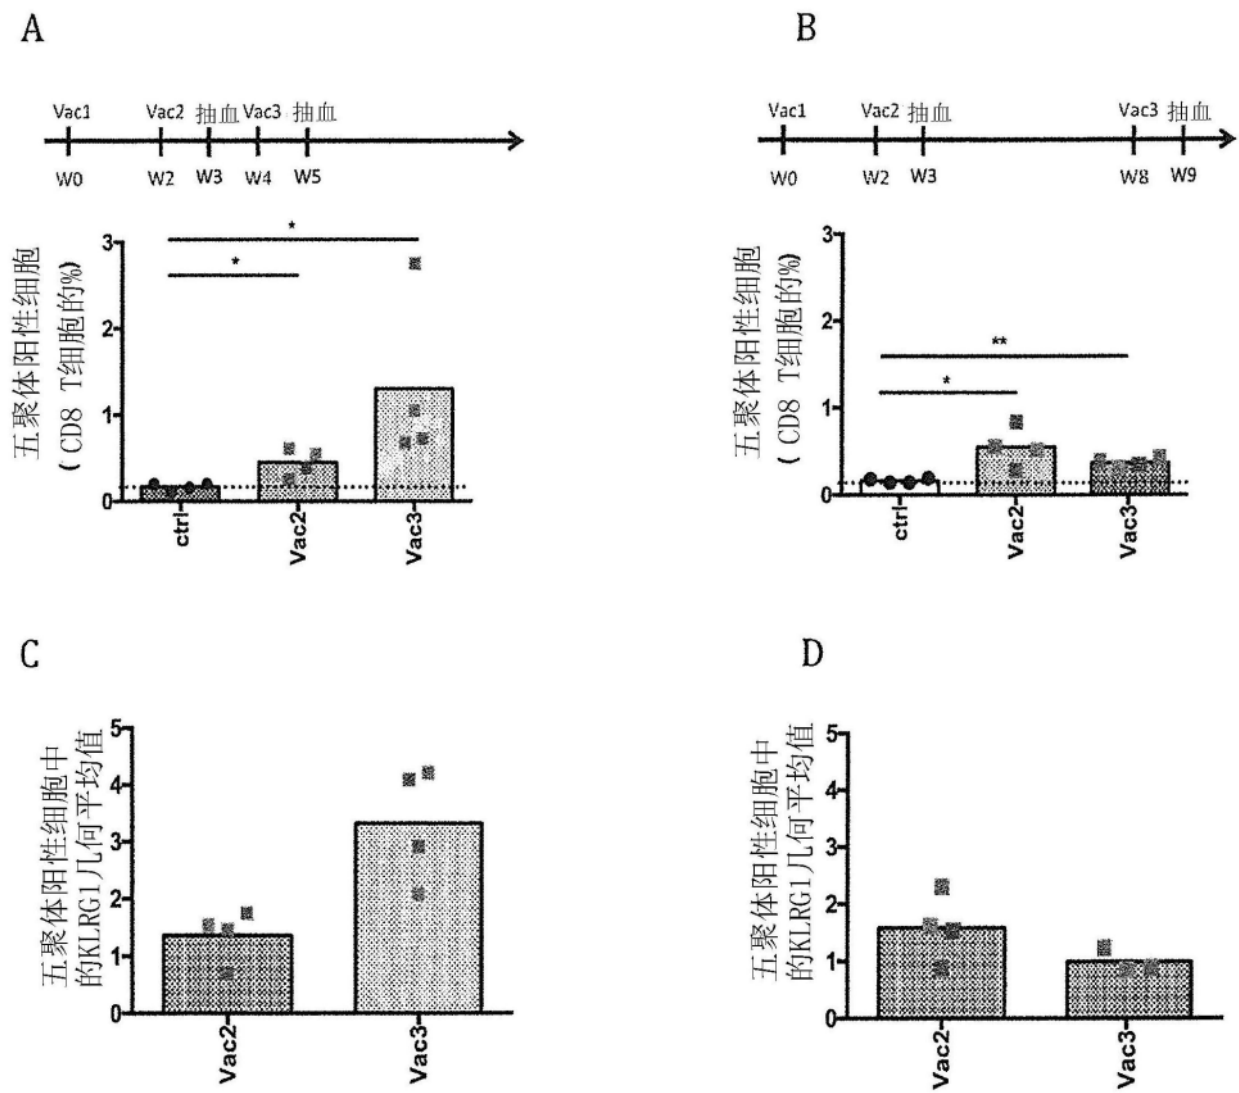 A
Vac1 Vac2 抽血 Vac3 抽血
W0 W2 W3 W4 W5
五聚体阳性细胞
(CD8 T细胞的%)
3
2
1
0
*
*
ctrl
Vac2
Vac3
B
Vac1 Vac2 抽血 Vac3 抽血
W0 W2 W3 W8 W9
五聚体阳性细胞
(CD8 T细胞的%)
3
2
1
0
**
*
ctrl
Vac2
Vac3
C
五聚体阳性细胞中
的KLRG1几何平均值
5
4
3
2
1
0
Vac2
Vac3
D
五聚体阳性细胞中
的KLRG1几何平均值
5
4
3
2
1
0
Vac2
Vac3